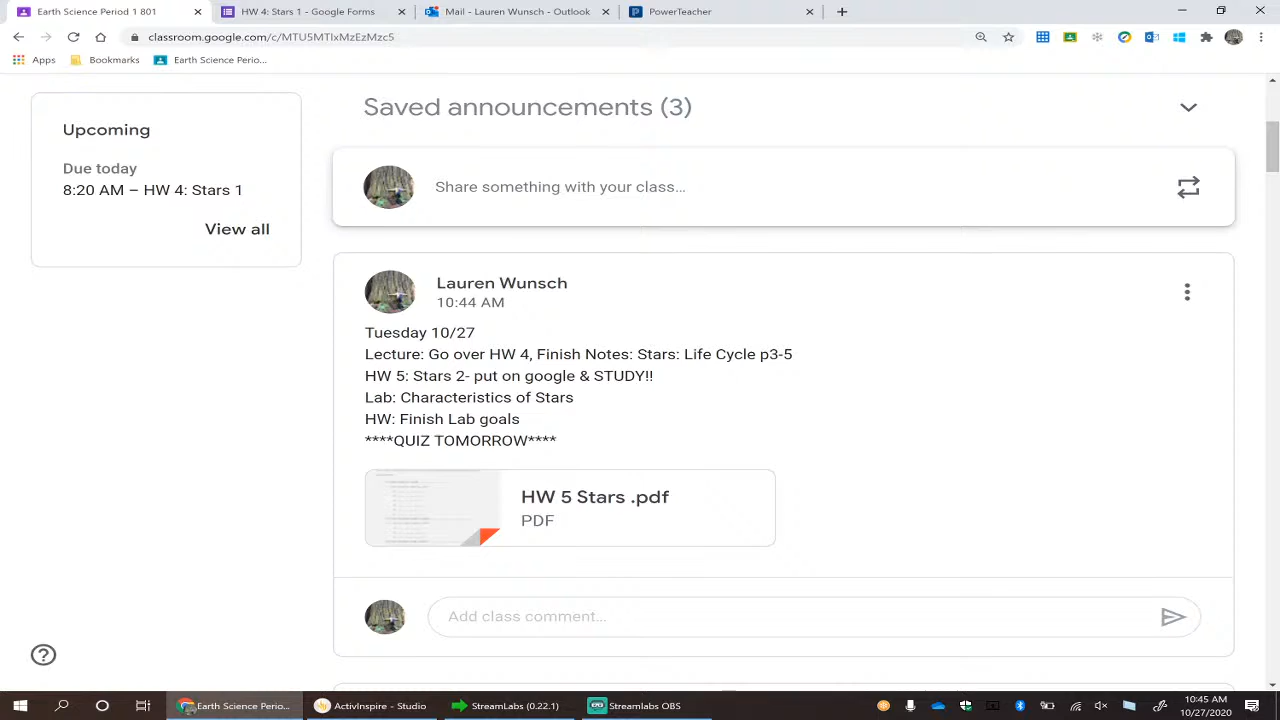 Earth Science Period 1 801
HW 4: Stars 1 - Google Forms
Mail - Lauren Wunsch - Outlook
PowerTeacher
classroom.google.com/c/MTU5MTIxMzEzMzc5
Apps
Bookmarks
Earth Science Perio...
Saved announcements (3)
Upcoming
Due today
8:20 AM – HW 4: Stars 1
View all
Share something with your class...
Lauren Wunsch
10:44 AM
Tuesday 10/27
Lecture: Go over HW 4, Finish Notes: Stars: Life Cycle p3-5
HW 5: Stars 2- put on google & STUDY!!
Lab: Characteristics of Stars
HW: Finish Lab goals
****QUIZ TOMORROW****
HW 5 Stars .pdf
PDF
Add class comment...
Earth Science Perio...
ActivInspire - Studio
StreamLabs (0.22.1)
Streamlabs OBS
10:45 AM
10/27/2020